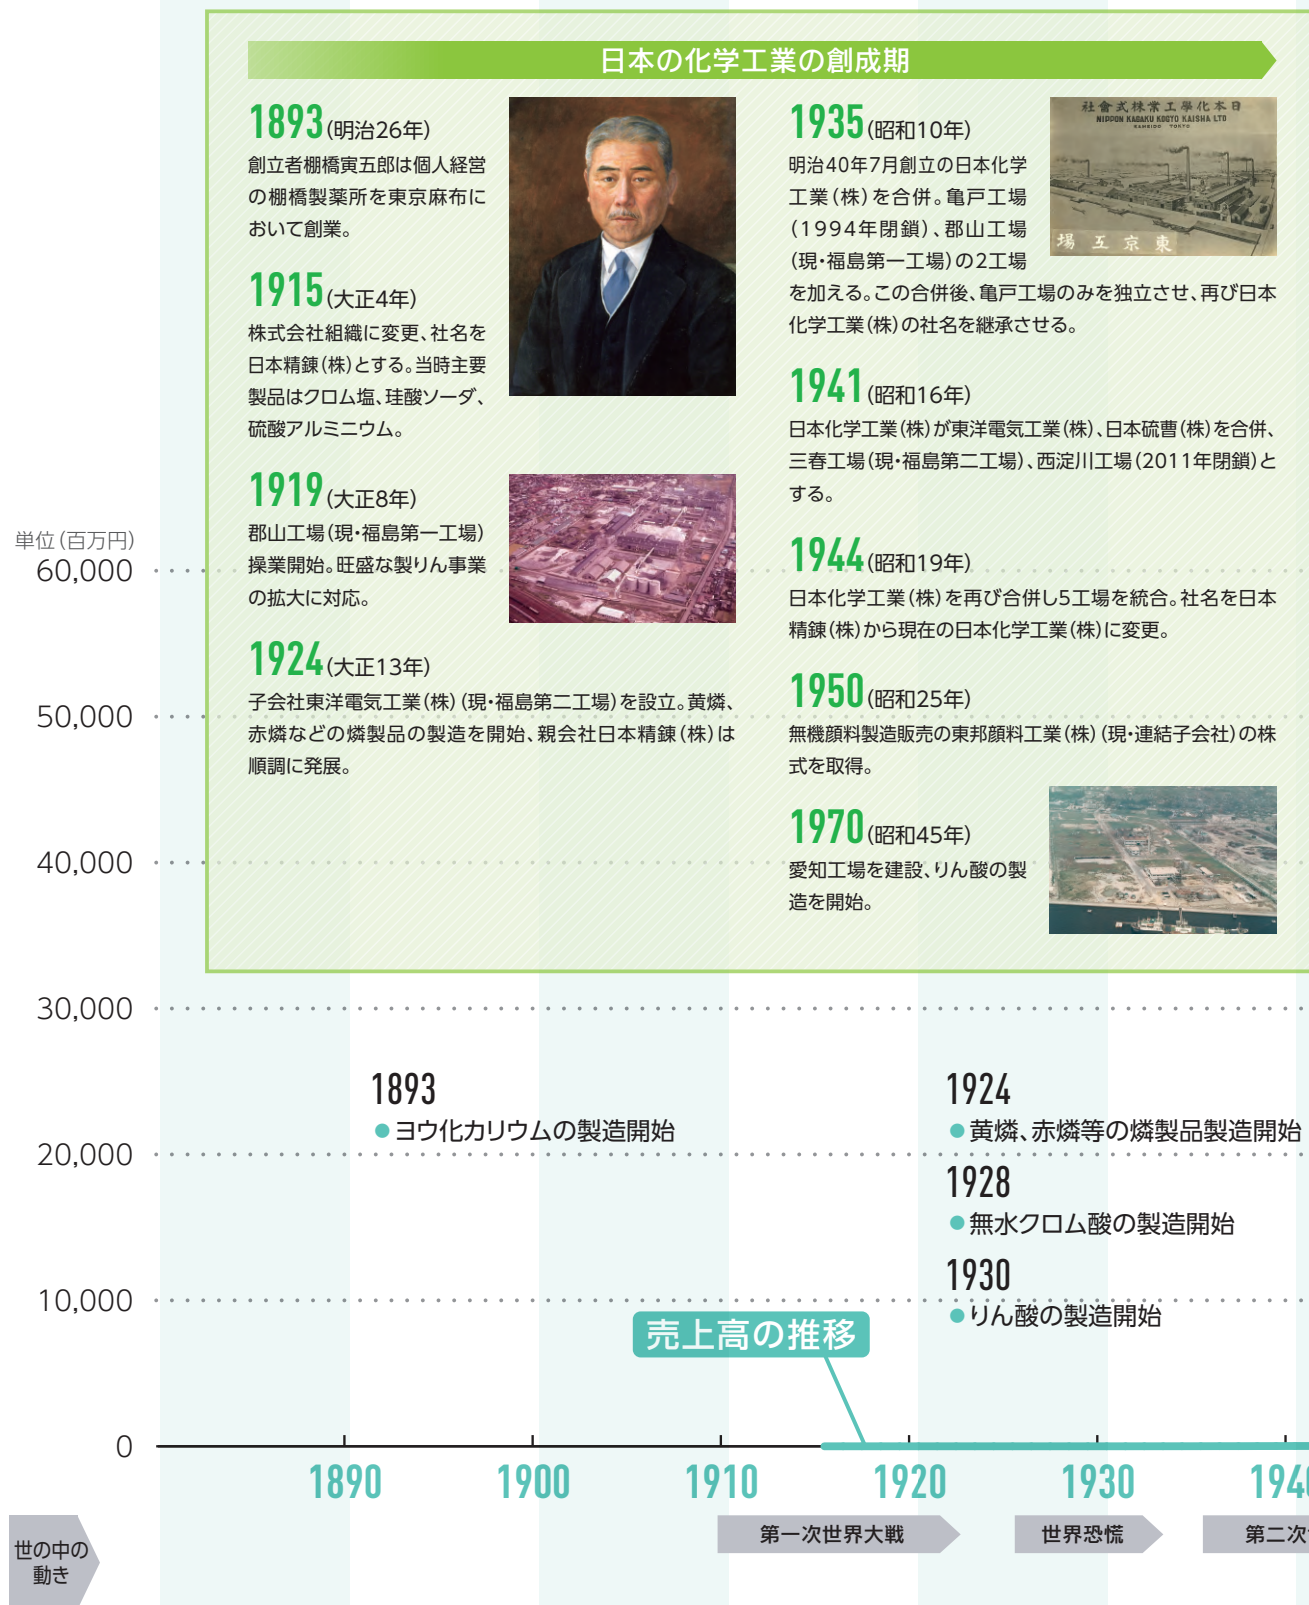 日本の化学工業の創成期
1893(明治26年)
創立者棚橋寅五郎は個人経営
の棚橋製薬所を東京麻布に
おいて創業。
1915(大正4年)
株式会社組織に変更、社名を
日本精錬(株)とする。当時主要
製品はクロム塩、珪酸ソーダ、
硫酸アルミニウム。
1919(大正8年)
郡山工場(現・福島第一工場)
操業開始。旺盛な製りん事業
の拡大に対応。
1924(大正13年)
子会社東洋電気工業(株)(現・福島第二工場)を設立。黄燐、
赤燐などの燐製品の製造を開始、親会社日本精錬(株)は
順調に発展。
1935(昭和10年)
明治40年7月創立の日本化学
工業(株)を合併。亀戸工場
(1994年閉鎖)、郡山工場
(現・福島第一工場)の2工場
を加える。この合併後、亀戸工場のみを独立させ、再び日本
化学工業(株)の社名を継承させる。
社會式株業工學化本日
NIPPON KAGAKU KOGYO KAISHA LTD
KAMEIDO TOKYO
場工京東
1941(昭和16年)
日本化学工業(株)が東洋電気工業(株)、日本硫曹(株)を合併、
三春工場(現・福島第二工場)、西淀川工場(2011年閉鎖)と
する。
1944(昭和19年)
日本化学工業(株)を再び合併し5工場を統合。社名を日本
精錬(株)から現在の日本化学工業(株)に変更。
1950(昭和25年)
無機顔料製造販売の東邦顔料工業(株)(現・連結子会社)の株
式を取得。
1970(昭和45年)
愛知工場を建設、りん酸の製
造を開始。
単位(百万円)
60,000
50,000
40,000
30,000
20,000
10,000
0
1893
●ヨウ化カリウムの製造開始
1924
●黄燐、赤燐等の燐製品製造開始
1928
●無水クロム酸の製造開始
1930
●りん酸の製造開始
売上高の推移
1890 1900 1910 1920 1930 194
世の中の
動き
第一次世界大戦 世界恐慌 第二次